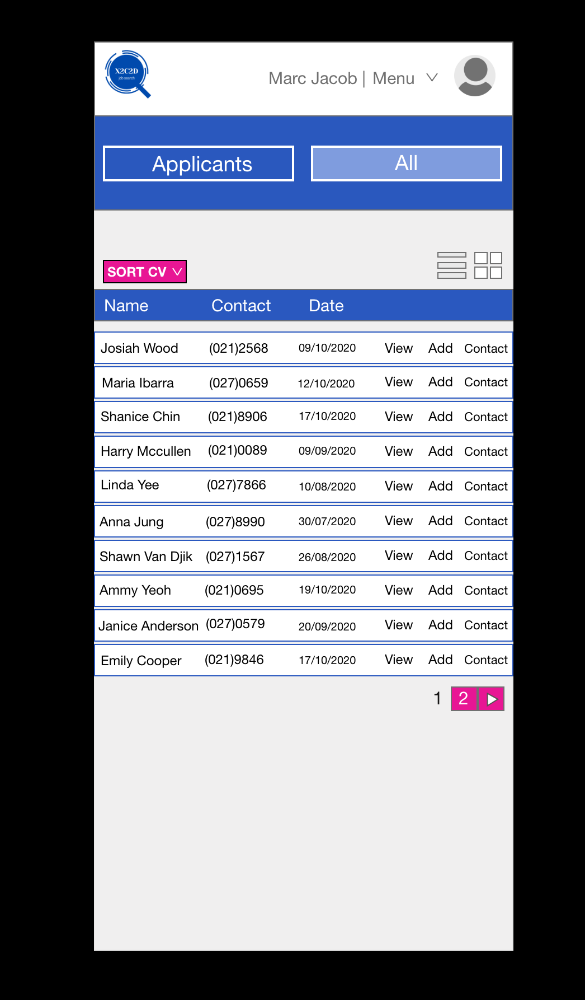 X2C2D
job search
Marc Jacob | Menu
Applicants All
SORT CV
Name Contact Date
Josiah Wood (021)2568 09/10/2020 View Add Contact
Maria Ibarra (027)0659 12/10/2020 View Add Contact
Shanice Chin (021)8906 17/10/2020 View Add Contact
Harry Mccullen (021)0089 09/09/2020 View Add Contact
Linda Yee (027)7866 10/08/2020 View Add Contact
Anna Jung (027)8990 30/07/2020 View Add Contact
Shawn Van Djik (027)1567 26/08/2020 View Add Contact
Ammy Yeoh (021)0695 19/10/2020 View Add Contact
Janice Anderson (027)0579 20/09/2020 View Add Contact
Emily Cooper (021)9846 17/10/2020 View Add Contact
1 2